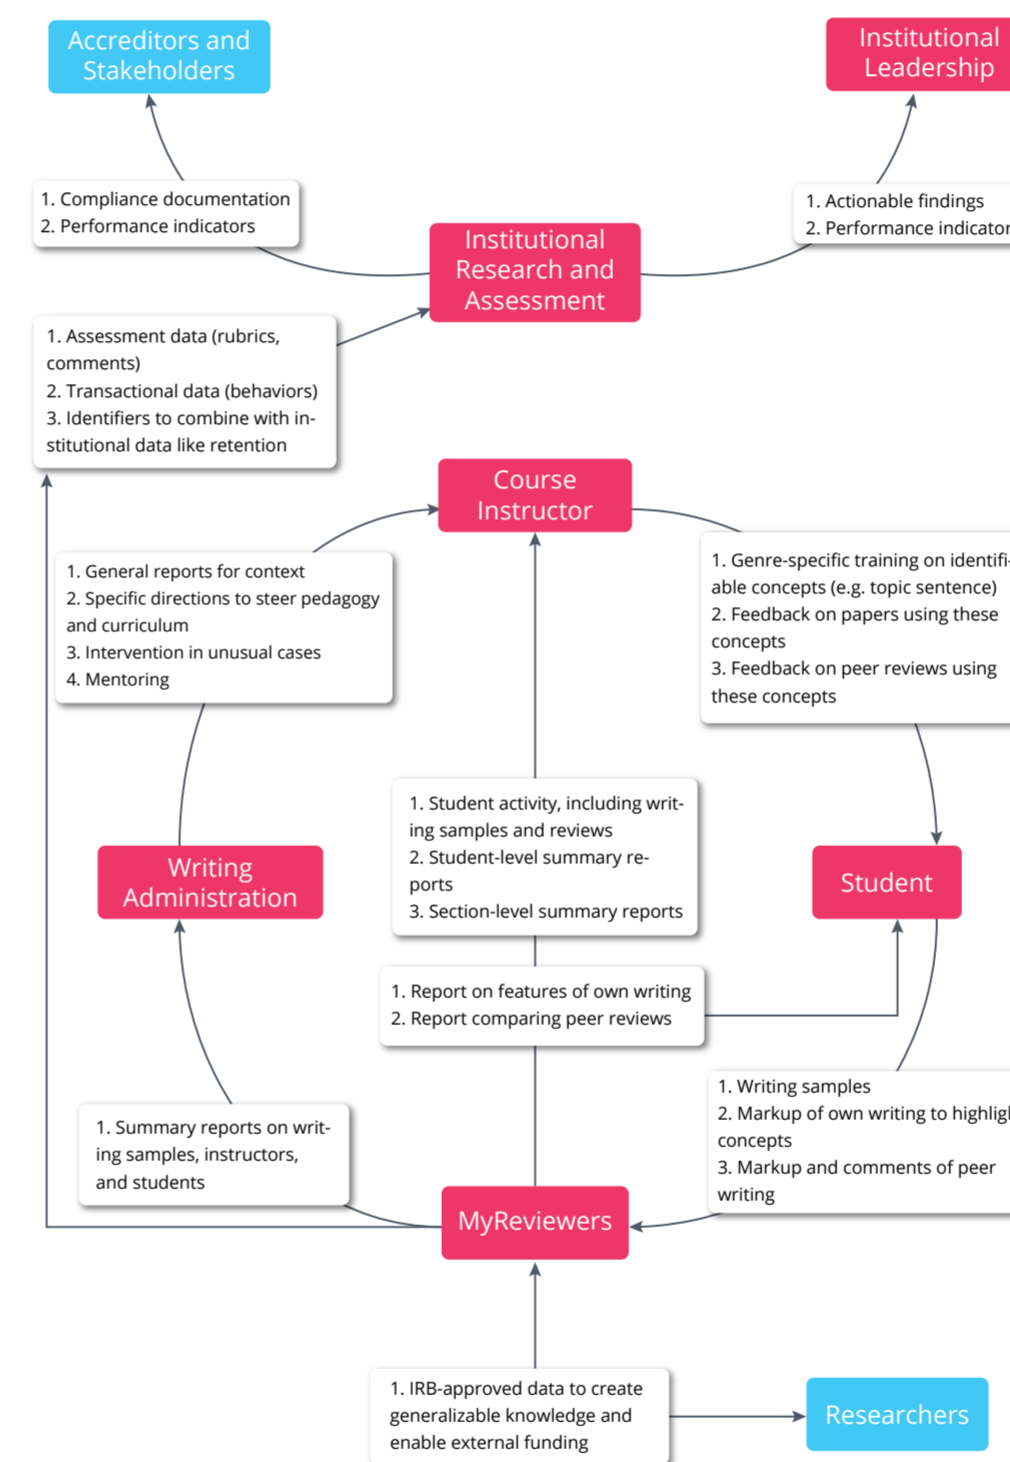 Accreditors and
Stakeholders
Institutional
Leadership
1. Compliance documentation
2. Performance indicators
1. Actionable findings
2. Performance indicator
Institutional
Research and
Assessment
1. Assessment data (rubrics,
comments)
2. Transactional data (behaviors)
3. Identifiers to combine with in-
stitutional data like retention
Course
Instructor
1. General reports for context
2. Specific directions to steer pedagogy
and curriculum
3. Intervention in unusual cases
4. Mentoring
1. Genre-specific training on identifi-
able concepts (e.g. topic sentence)
2. Feedback on papers using these
concepts
3. Feedback on peer reviews using
these concepts
1. Student activity, including writ-
ing samples and reviews
2. Student-level summary re-
ports
3. Section-level summary reports
Writing
Administration
Student
1. Report on features of own writing
2. Report comparing peer reviews
1. Writing samples
2. Markup of own writing to highlig
concepts
3. Markup and comments of peer
writing
1. Summary reports on writ-
ing samples, instructors,
and students
MyReviewers
1. IRB-approved data to create
generalizable knowledge and
enable external funding
Researchers